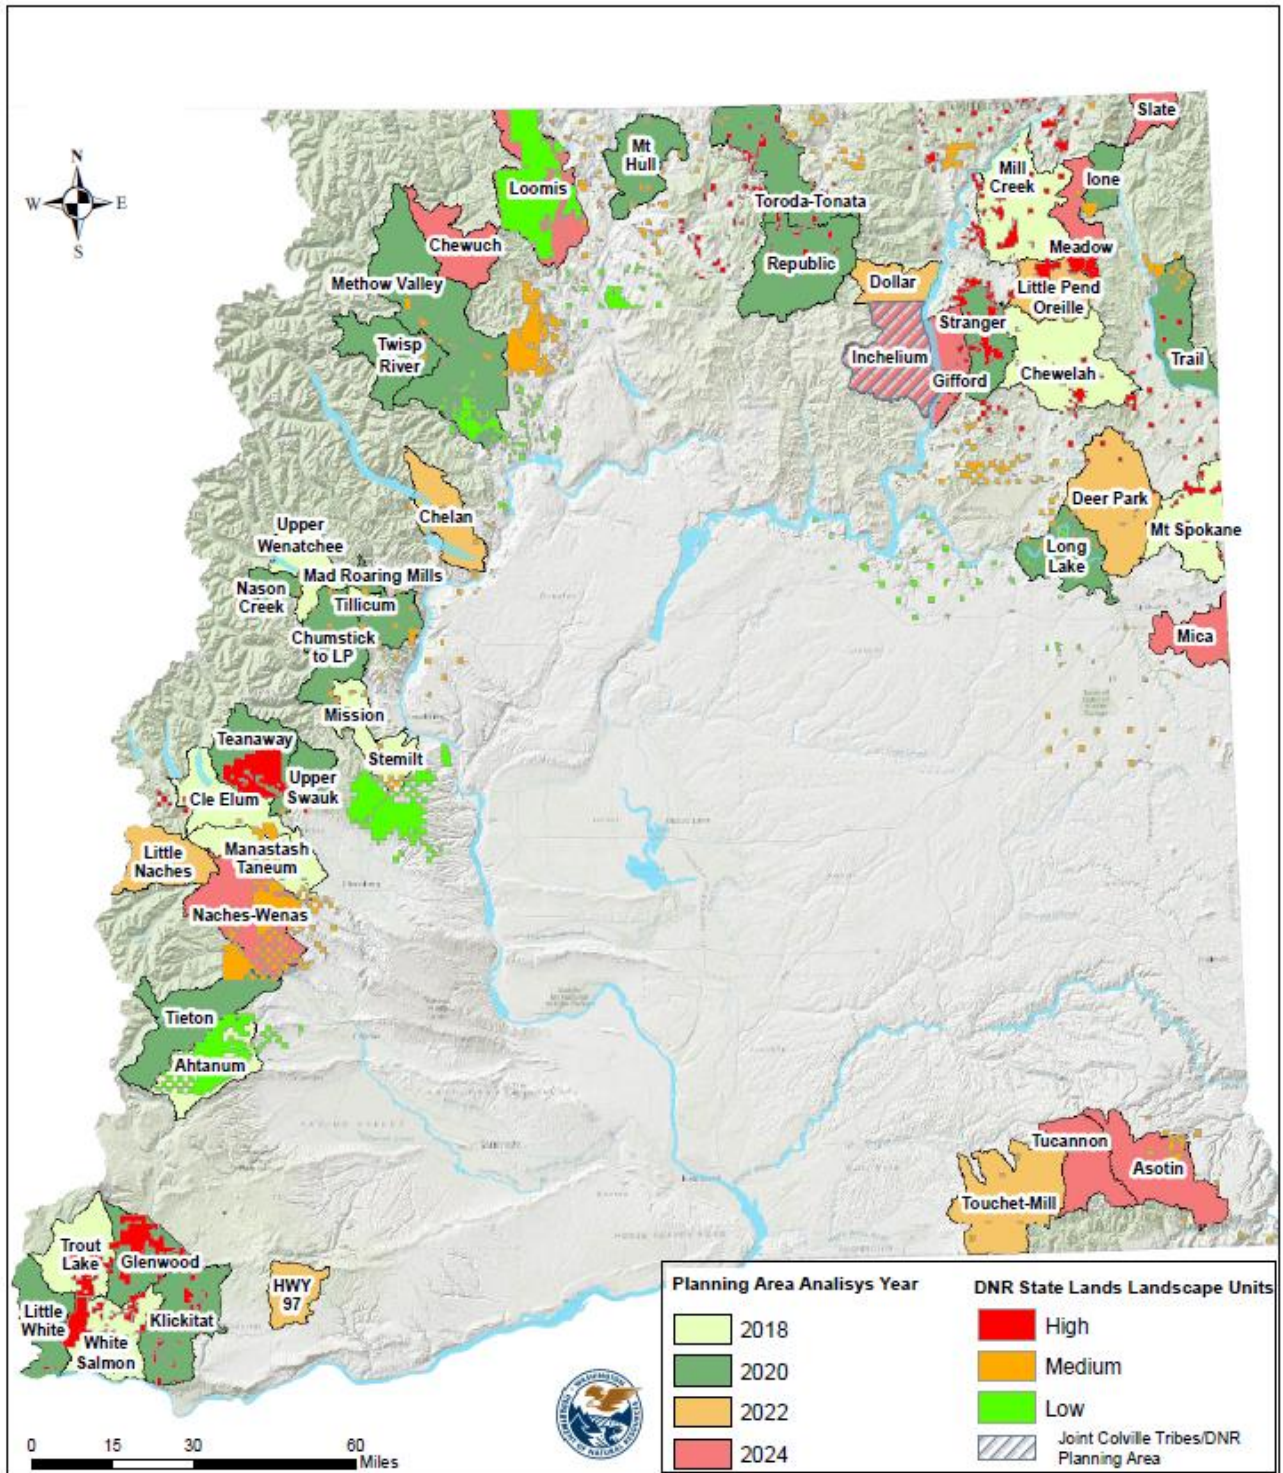 Slate
N
W
E
S
Mt
Hull
Loomis
Mill
Creek
Ione
Toroda-Tonata
Chewuch
Meadow
Republic
Methow Valley
Dollar
Little Pend
Oreille
Stranger
Twisp
River
Inchelium
Trail
Gifford
Chewelah
Deer Park
Chelan
Upper
Wenatchee
Mt Spokane
Long
Lake
Mad Roaring Mills
Nason
Creek
Tillicum
Mica
Chumstick
to LP
Mission
Teanaway
Stemilt
Upper
Swauk
Cle Elum
Little
Naches
Manastash
Taneum
Naches-Wenas
Tieton
Ahtanum
Tucannon
Asotin
Touchet-Mill
Trout
Lake
Glenwood
HWY
97
Little
White
Klickitat
White
Salmon
Planning Area Analisys Year
2018
2020
2022
2024
DNR State Lands Landscape Units
High
Medium
Low
Joint Colville Tribes/DNR
Planning Area
WASHINGTON
DEPARTMENT OF NATURAL RESOURCES
0 15 30 60
Miles